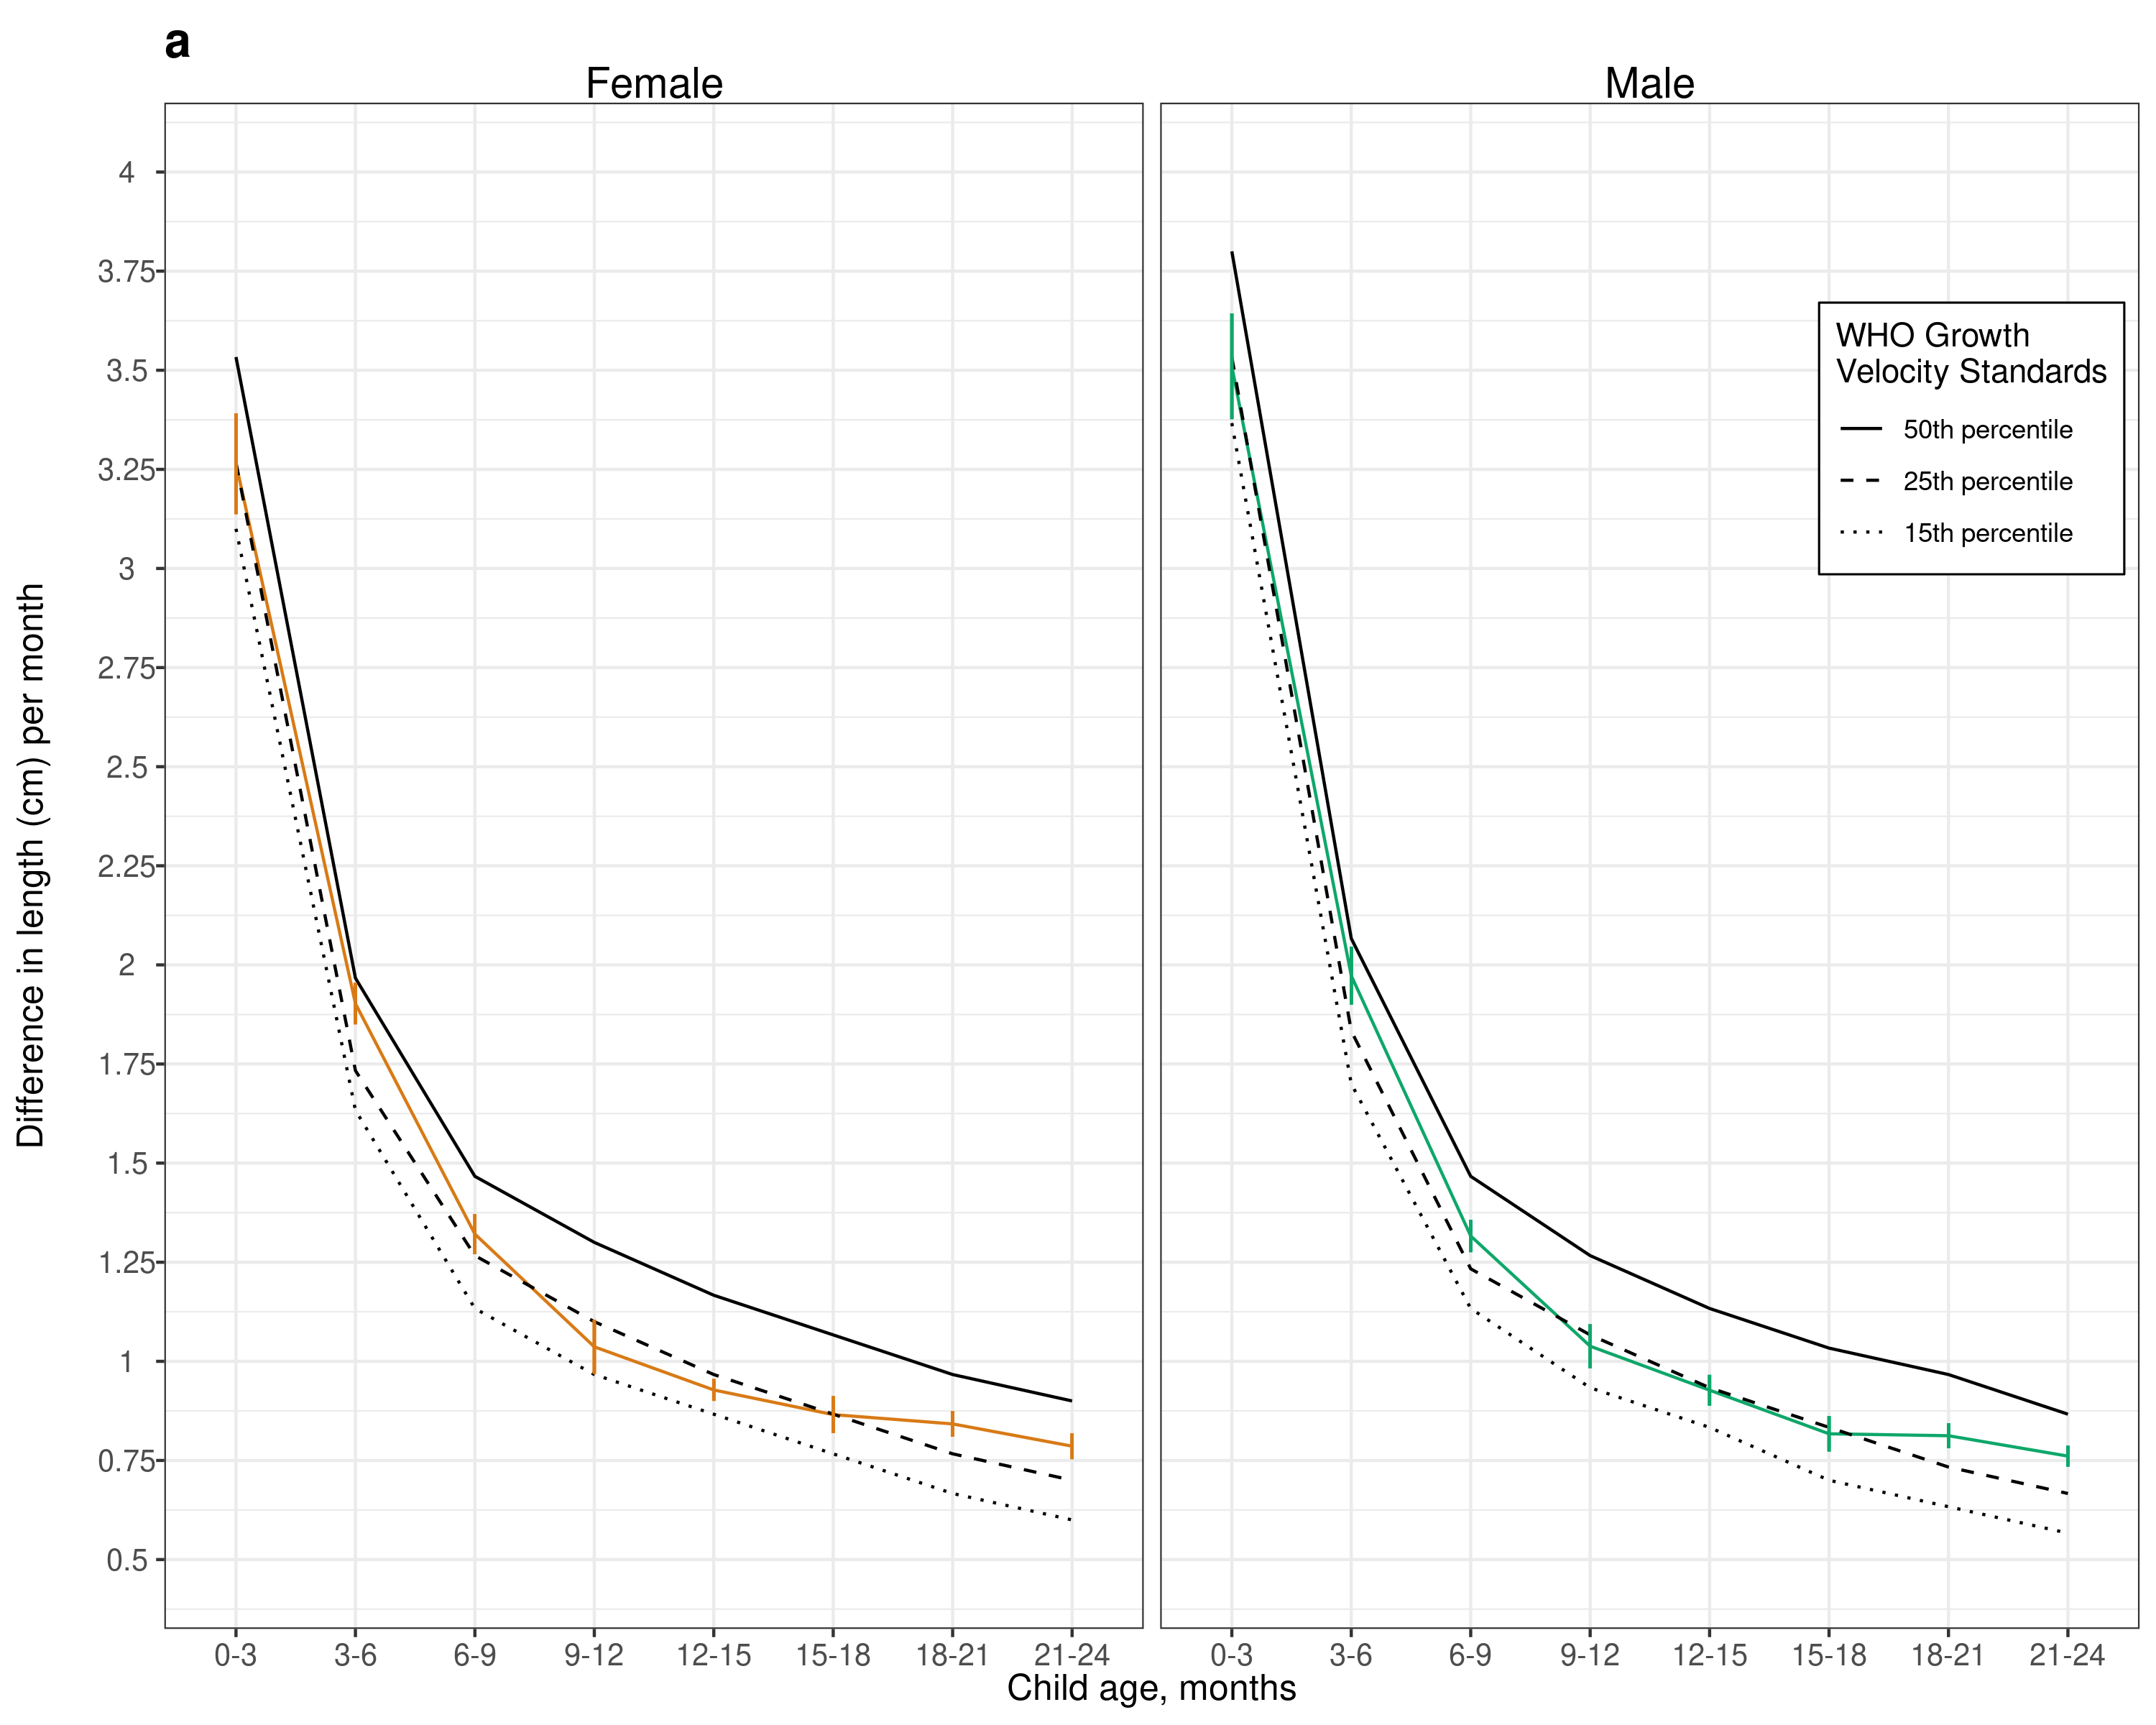 a
Female
Male
4
3.75
3.5
3.25
3
2.75
2.5
2.25
2
1.75
1.5
1.25
1
0.75
0.5
Difference in length (cm) per month
WHO Growth
Velocity Standards
50th percentile
25th percentile
15th percentile
0-3 3-6 6-9 9-12 12-15 15-18 18-21 21-24
0-3 3-6 6-9 9-12 12-15 15-18 18-21 21-24
Child age, months